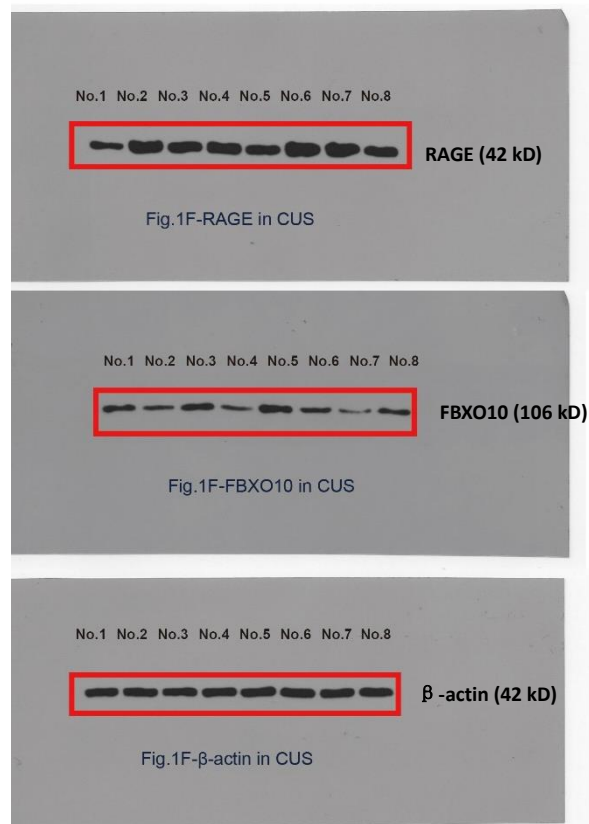 No.1 No.2 No.3 No.4 No.5 No.6 No.7 No.8
RAGE (42 kD)
Fig.1F-RAGE in CUS
No.1 No.2 No.3 No.4 No.5 No.6 No.7 No.8
FBXO10 (106 kD)
Fig.1F-FBXO10 in CUS
No.1 No.2 No.3 No.4 No.5 No.6 No.7 No.8
β-actin (42 kD)
Fig.1F-β-actin in CUS